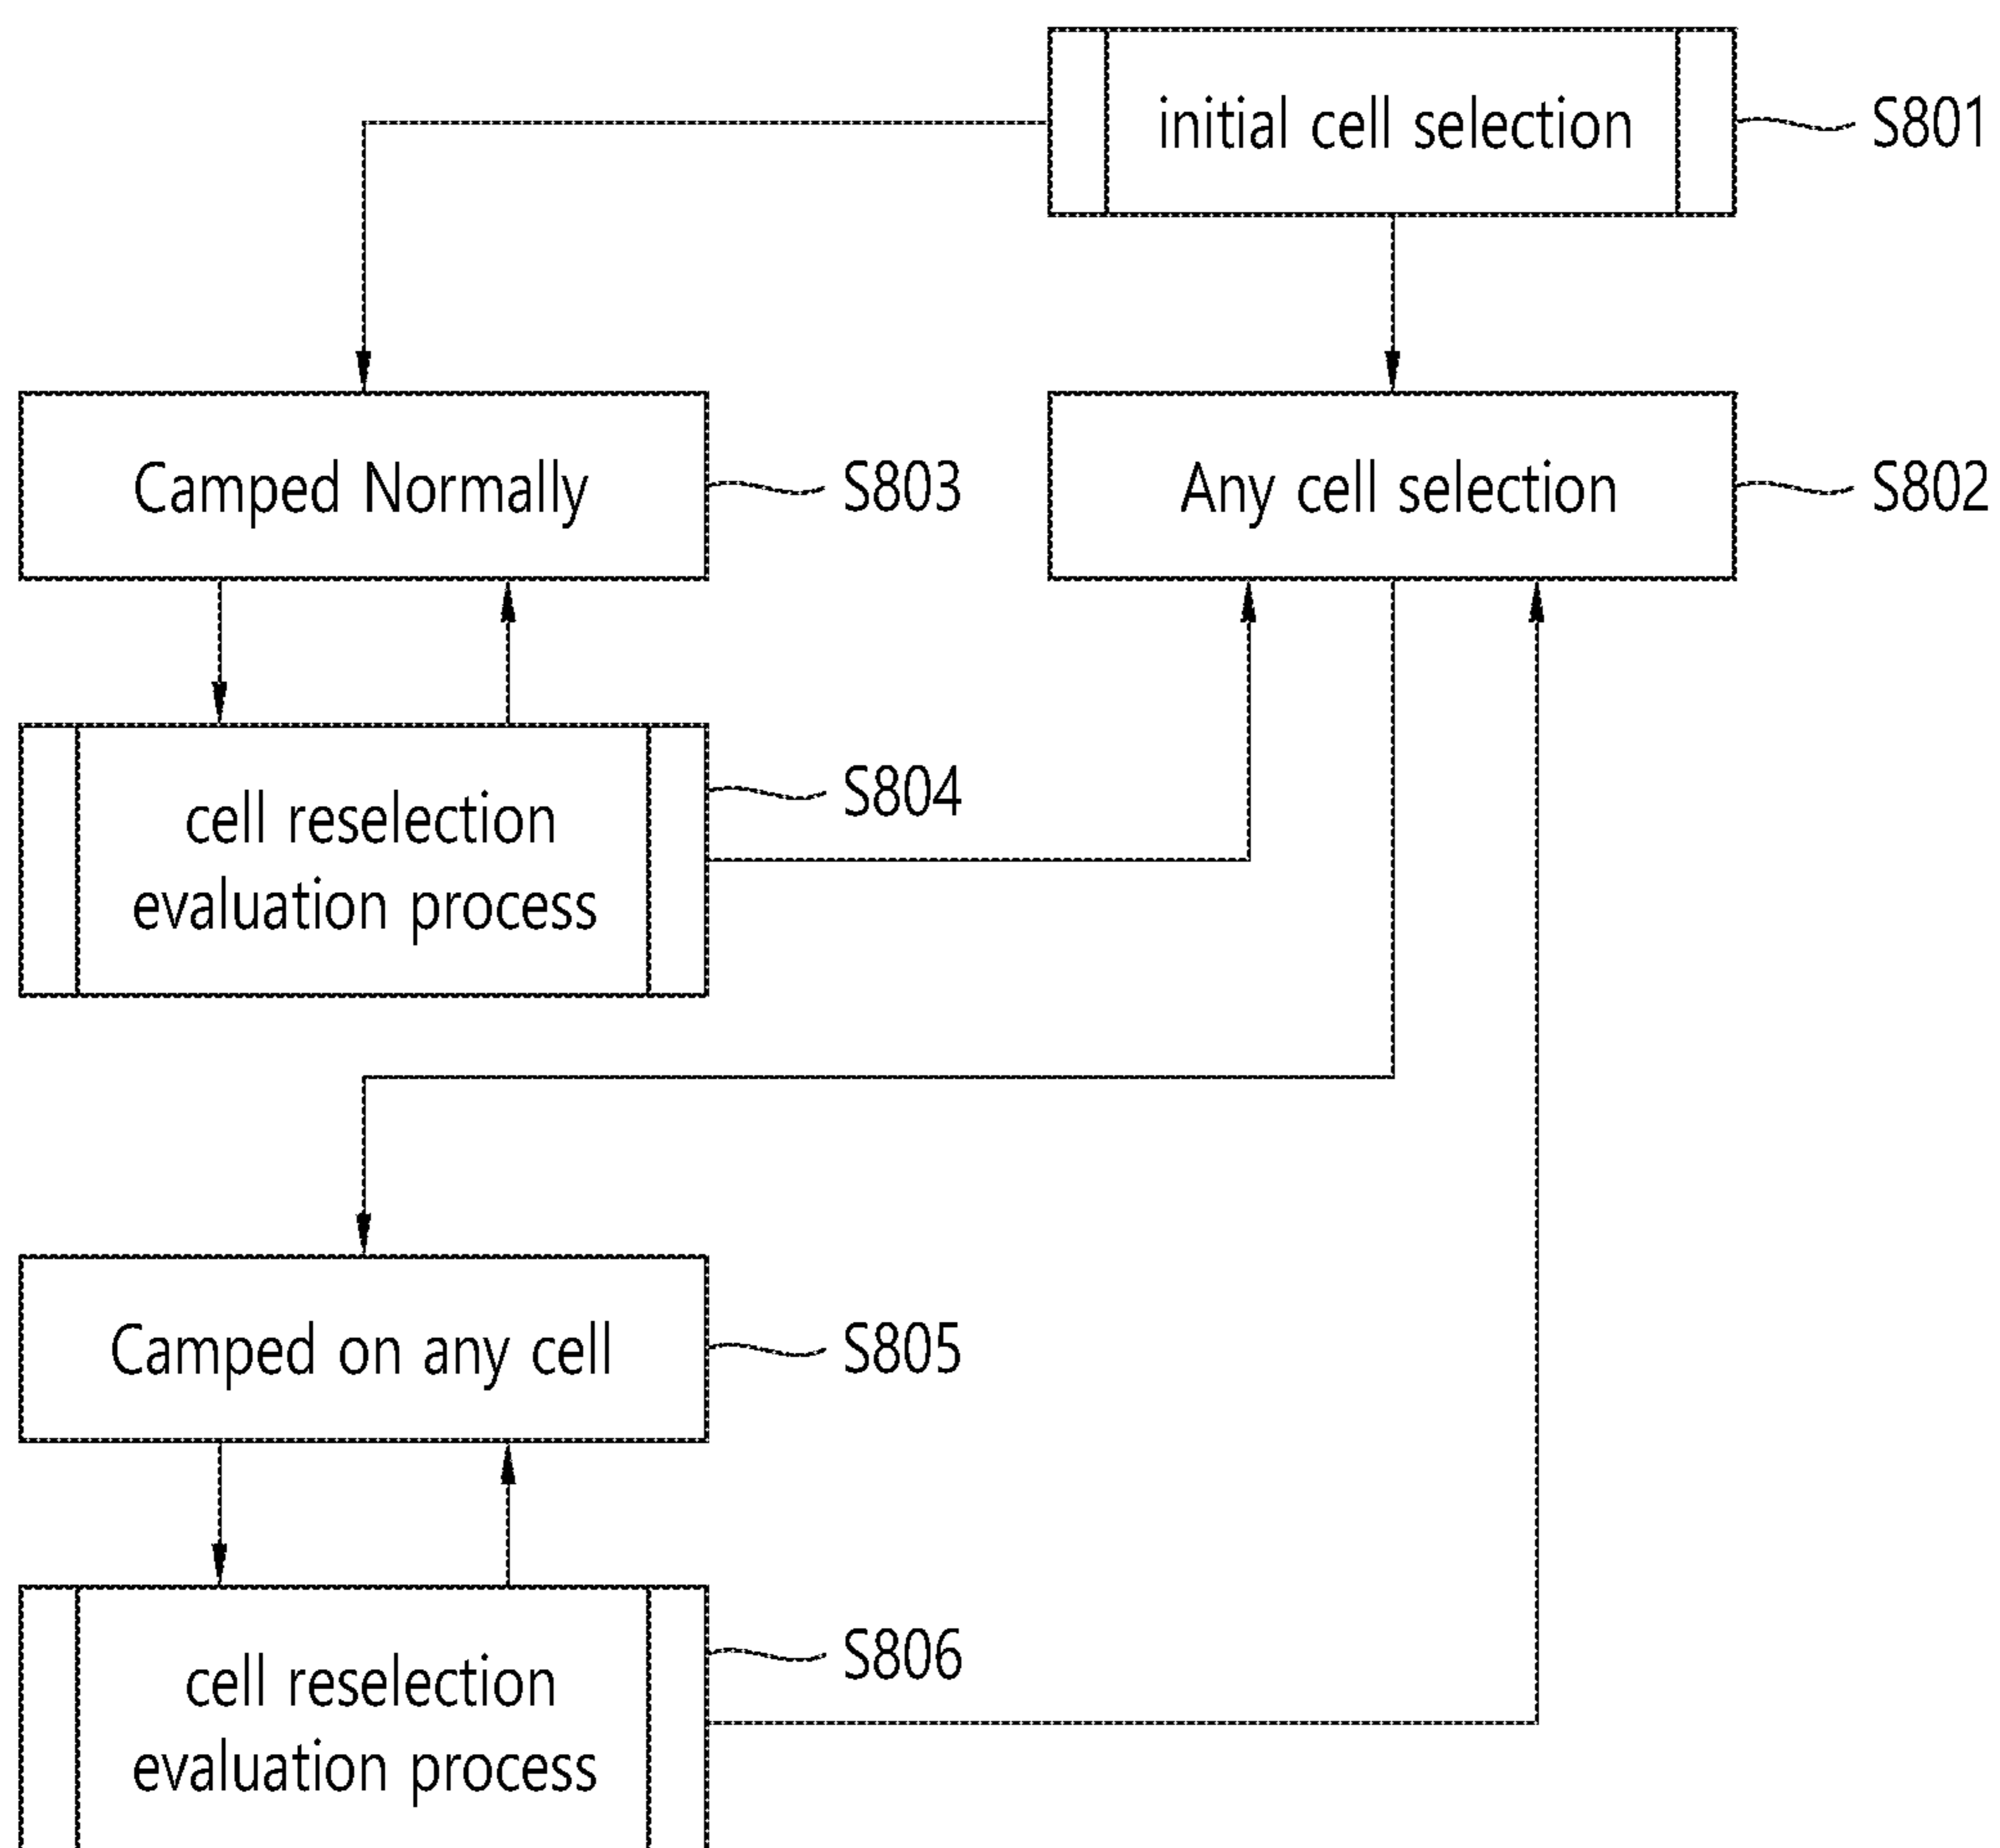 initial cell selection
S801
Camped Normally
S803
Any cell selection
S802
cell reselection
evaluation process
S804
Camped on any cell
S805
cell reselection
evaluation process
S806